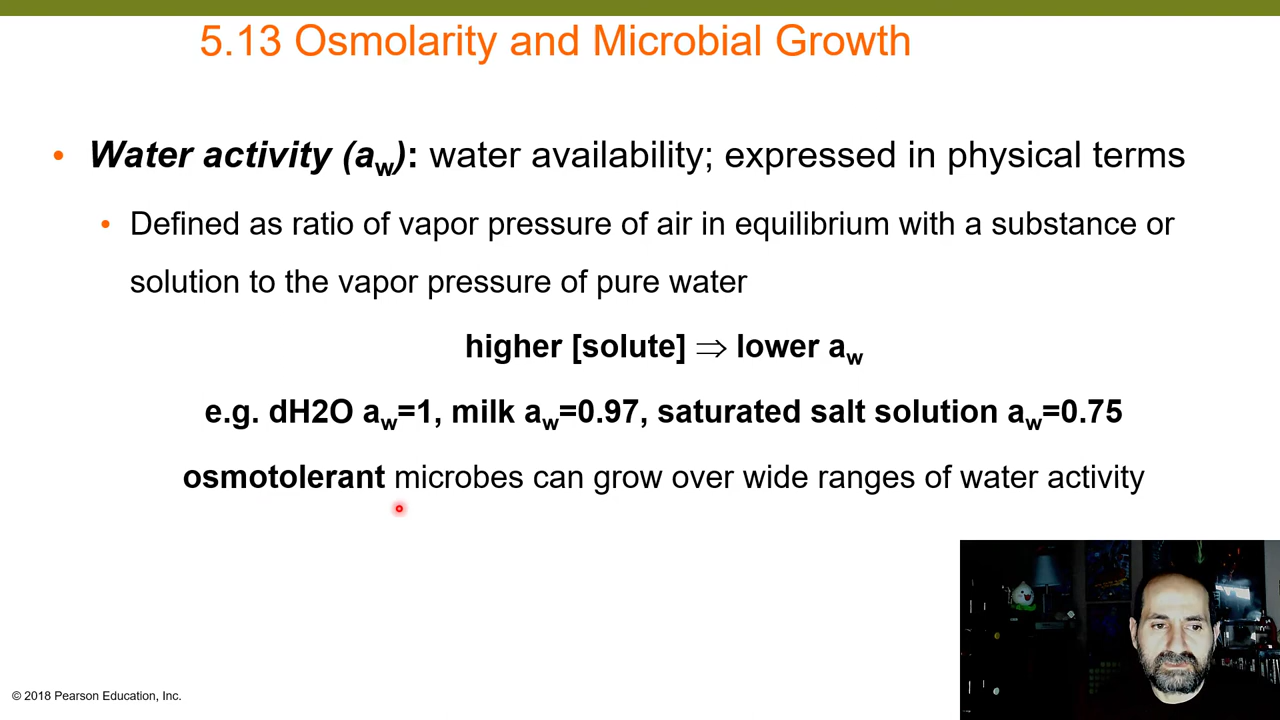 5.13 Osmolarity and Microbial Growth
• Water activity (aw): water availability; expressed in physical terms
• Defined as ratio of vapor pressure of air in equilibrium with a substance or
solution to the vapor pressure of pure water
higher [solute] ⇒ lower aw
e.g. dH2O aw=1, milk aw=0.97, saturated salt solution aw=0.75
osmotolerant microbes can grow over wide ranges of water activity
© 2018 Pearson Education, Inc.